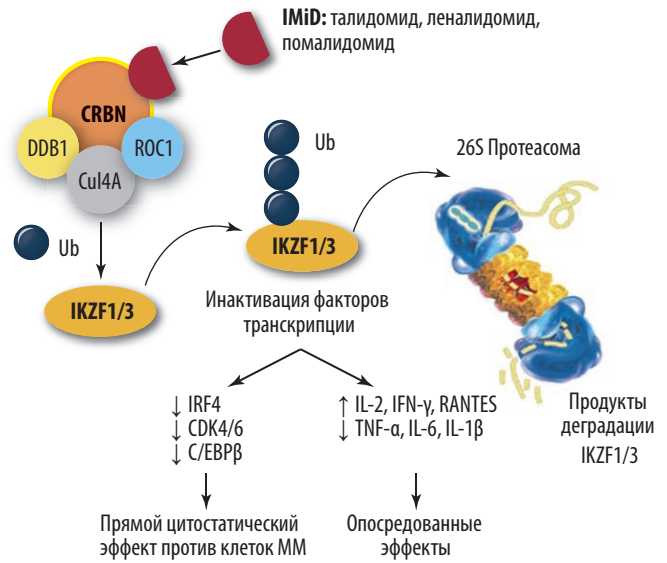 IMiD: талидомид, леналидомид,
помалидомид
CRBN
DDB1
ROC1
Cul4A
Ub
IKZF1/3
Ub
IKZF1/3
26S Протеасома
Инактивация факторов
транскрипции
↓ IRF4
↓ CDK4/6
↓ C/EBPβ
↑ IL-2, IFN-γ, RANTES
↓ TNF-α, IL-6, IL-1β
Продукты
деградации
IKZF1/3
Прямой цитостатический
эффект против клеток ММ
Опосредованные
эффекты